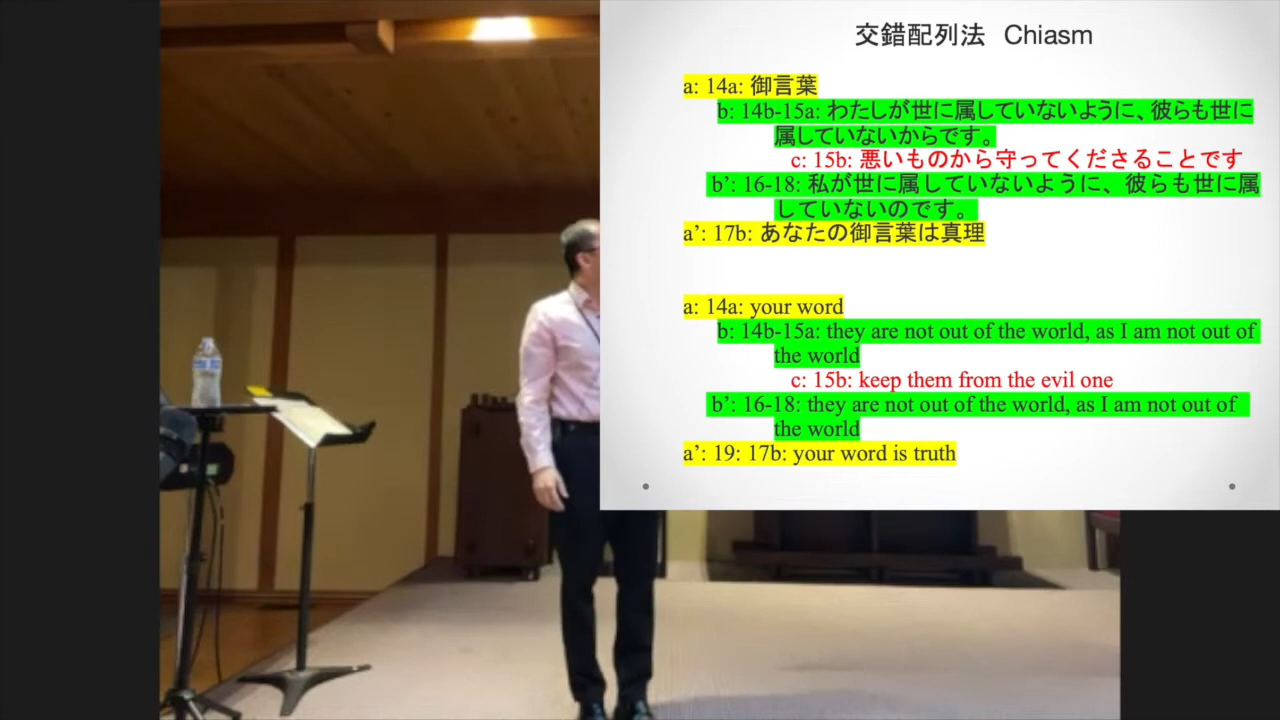 交錯配列法 Chiasm
a: 14a: 御言葉
b: 14b-15a: わたしが世に属していないように、彼らも世に
属していないからです。
c: 15b: 悪いものから守ってくださることです
b’: 16-18: 私が世に属していないように、彼らも世に属
していないのです。
a’: 17b: あなたの御言葉は真理
a: 14a: your word
b: 14b-15a: they are not out of the world, as I am not out of
the world
c: 15b: keep them from the evil one
b’: 16-18: they are not out of the world, as I am not out of
the world
a’: 19: 17b: your word is truth